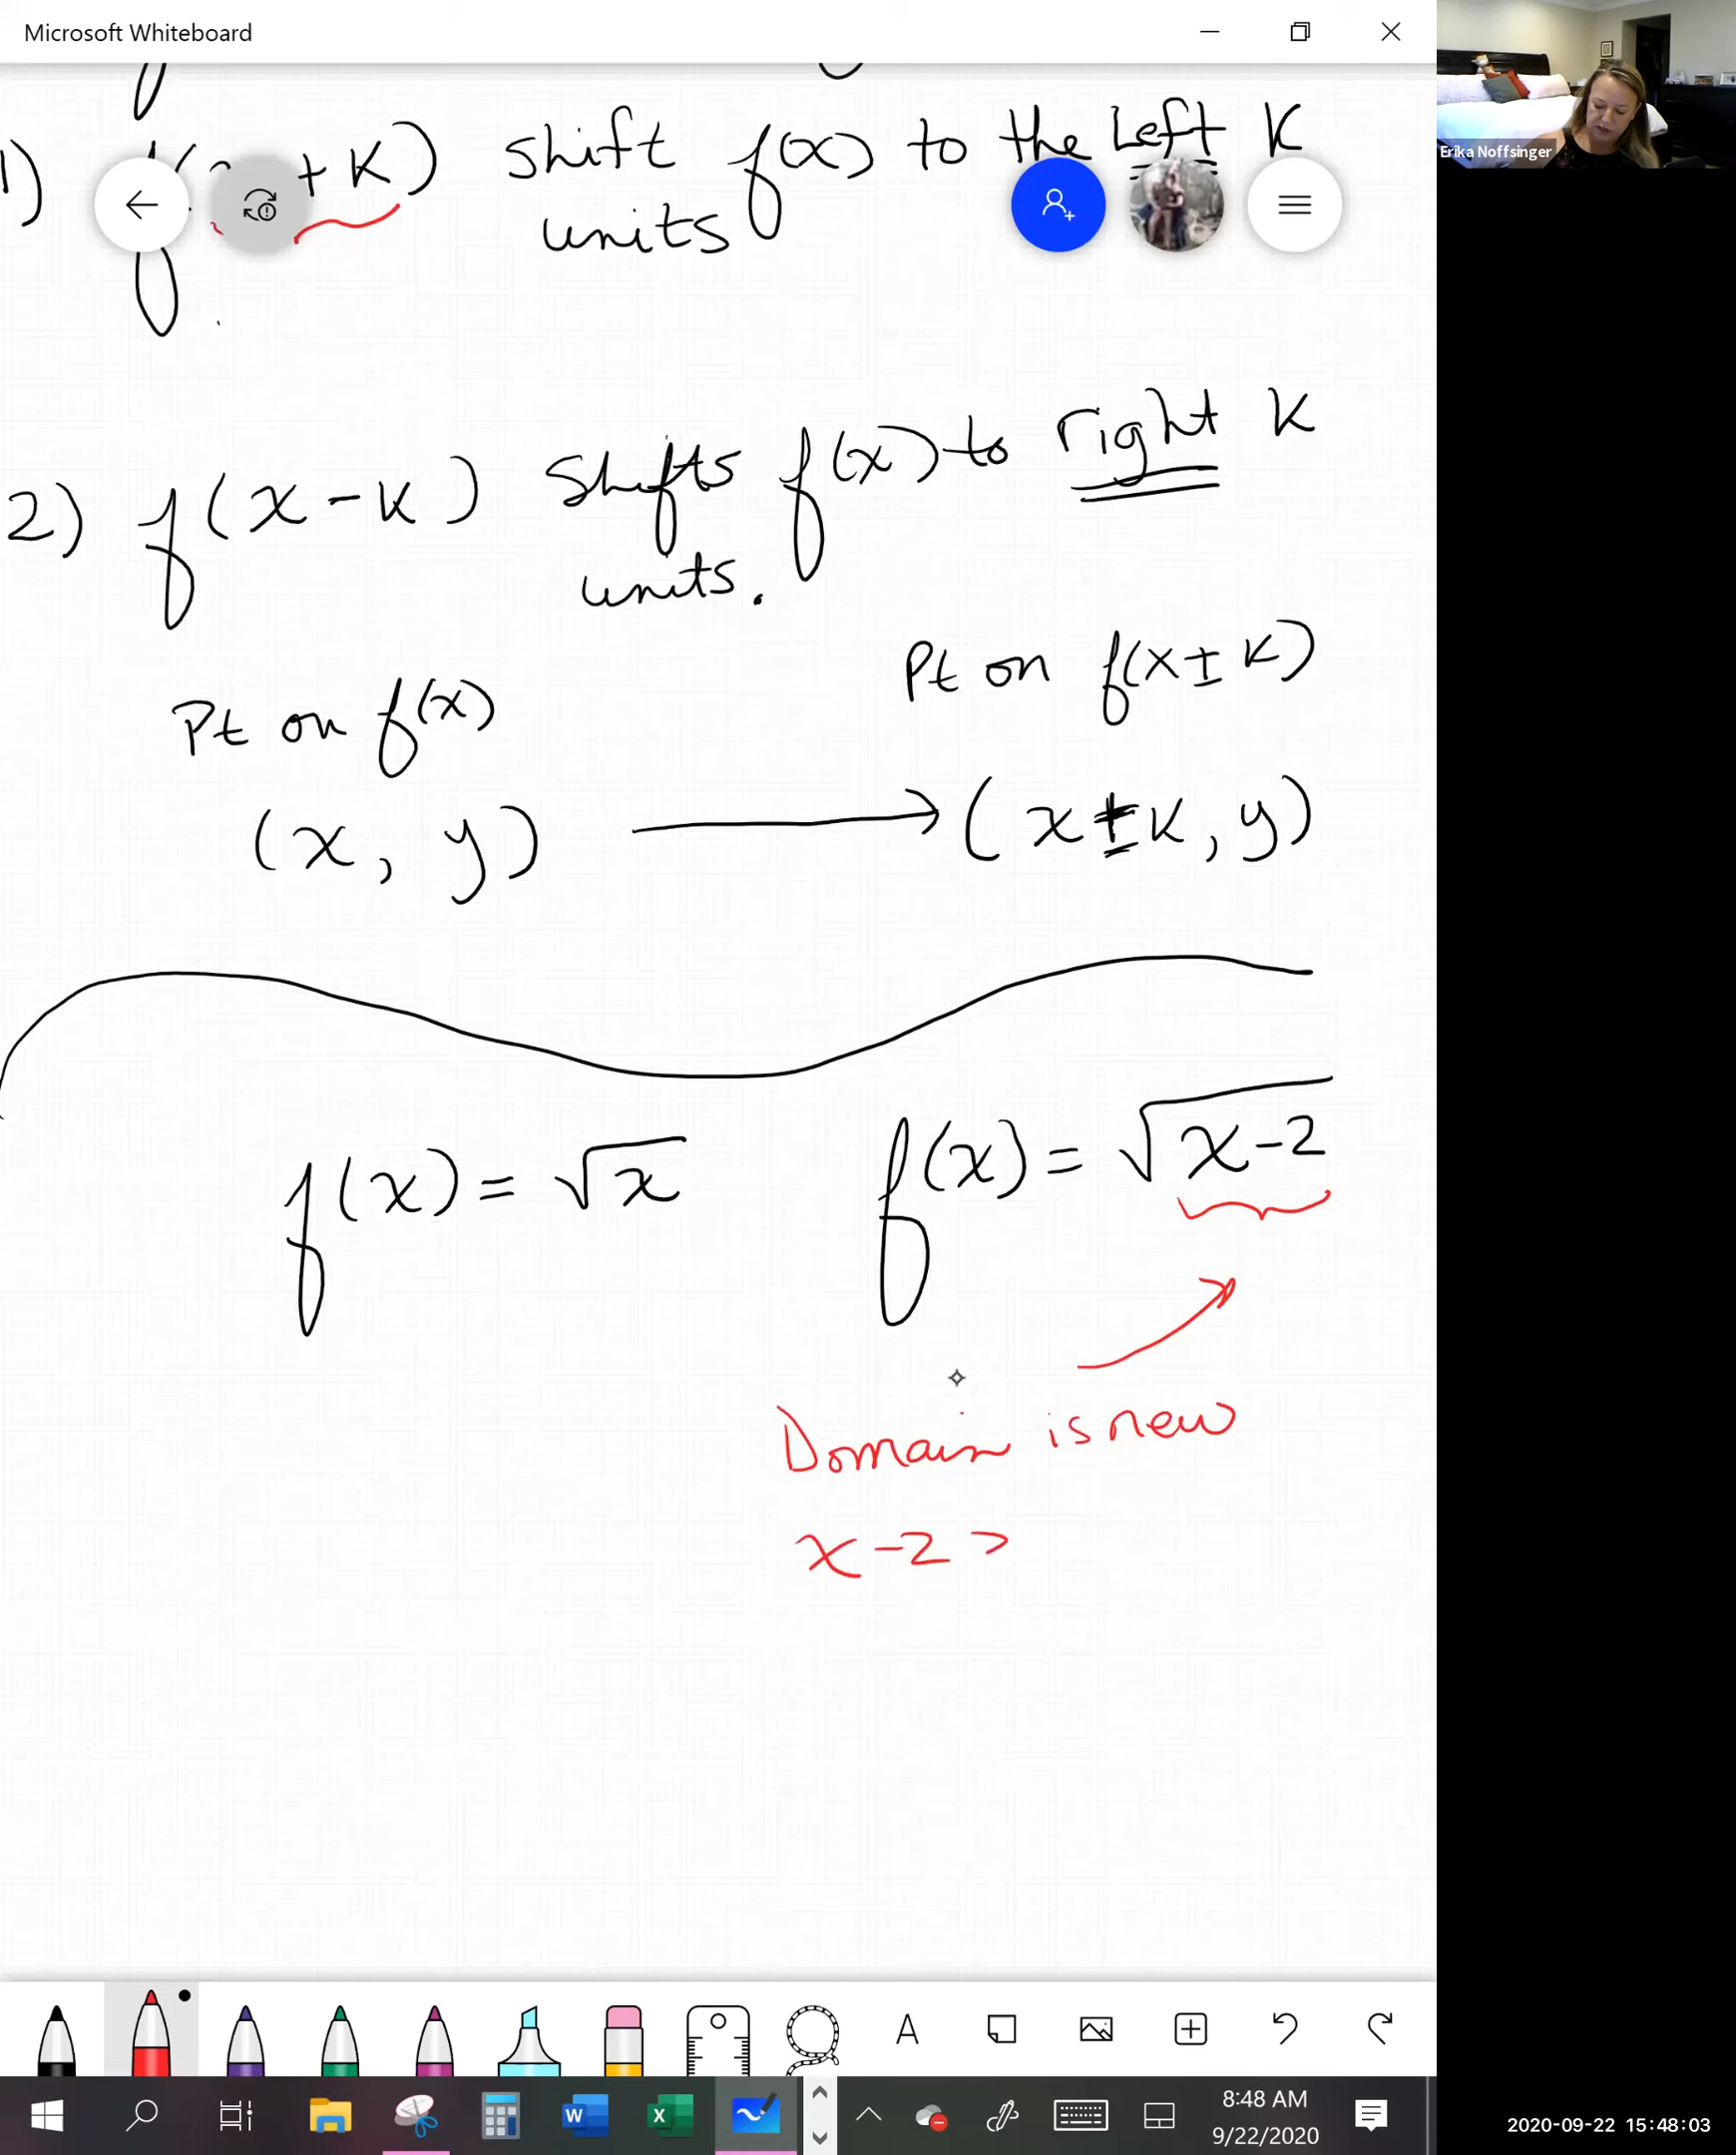 Microsoft Whiteboard
Erika Noffsinger
1) + K) shift f(x) to the Left K
units
2) f(x - K) shifts f(x) to right K
units.
Pt on f(x)
Pt on f(x ± K)
(x, y) → (x ± K, y)
f(x) = √x
f(x) = √x-2
Domain is new
x-2 >
A
W
X
8:48 AM
9/22/2020
2020-09-22 15:48:03